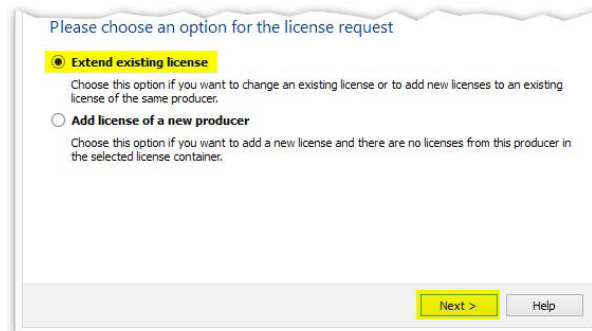 Please choose an option for the license request
Extend existing license
Choose this option if you want to change an existing license or to add new licenses to an existing
license of the same producer.
Add license of a new producer
Choose this option if you want to add a new license and there are no licenses from this producer in
the selected license container.
Next >
Help